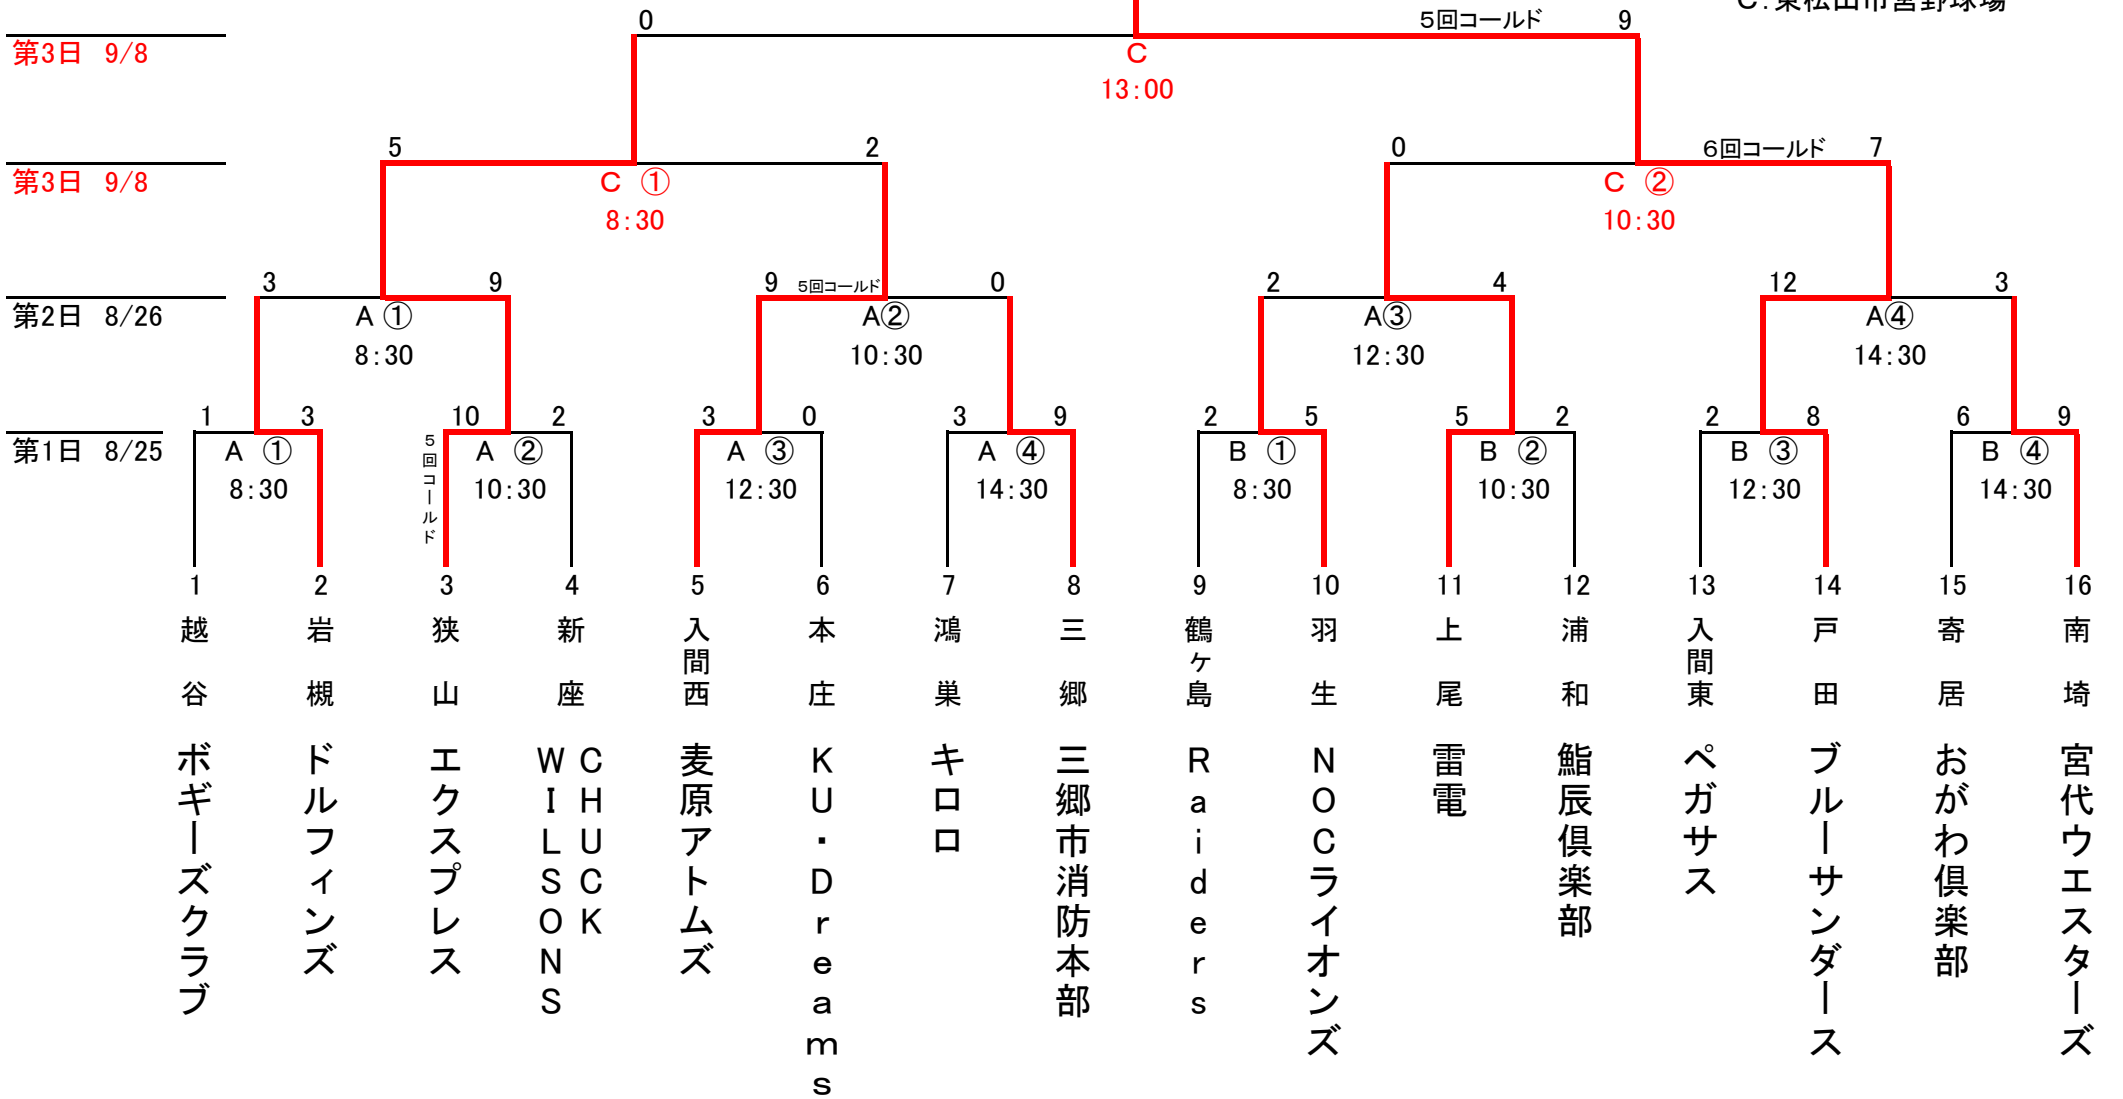 C：東松山市営野球場
0 5回コールド 9
第3日 9/8
C
13:00
5 2 0 6回コールド 7
第3日 9/8
C ① C ②
8:30 10:30
3 9 9 5回コールド 0 2 4 12 3
第2日 8/26
A ① A② A③ A④
8:30 10:30 12:30 14:30
1 3 10 2 3 0 3 9 2 5 5 2 2 8 6 9
第1日 8/25
5回コールド
A ① A ② A ③ A ④ B ① B ② B ③ B ④
8:30 10:30 12:30 14:30 8:30 10:30 12:30 14:30
1 越谷 ボギーズクラブ
2 岩槻 ドルフィンズ
3 狭山 エクスプレス
4 新座 CHUCK WILSONS
5 入間西 麦原アトムズ
6 本庄 KU・Dreams
7 鴻巣 キロロ
8 三郷 三郷市消防本部
9 鶴ヶ島 Raiders
10 羽生 NOCライオンズ
11 上尾 雷電
12 浦和 鮨辰倶楽部
13 入間東 ペガサス
14 戸田 ブルーサンダース
15 寄居 おがわ倶楽部
16 南埼 宮代ウエスターズ